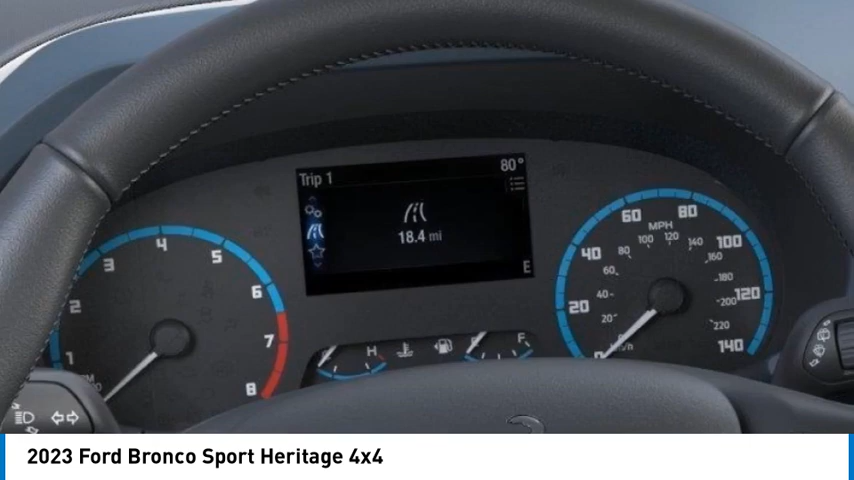 Trip 1 80°
18.4 mi
E
1 2 3 4 5 6 7 8
H F
MPH
0 20 40 60 80 100 120 140
20 40 60 80 100 120 140 160 180 200 220
km/h
2023 Ford Bronco Sport Heritage 4x4